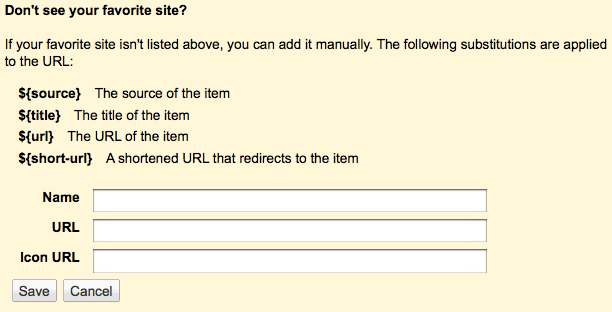 Don't see your favorite site?
If your favorite site isn't listed above, you can add it manually. The following substitutions are applied
to the URL:
${source} The source of the item
${title} The title of the item
${url} The URL of the item
${short-url} A shortened URL that redirects to the item
Name
URL
Icon URL
Save Cancel